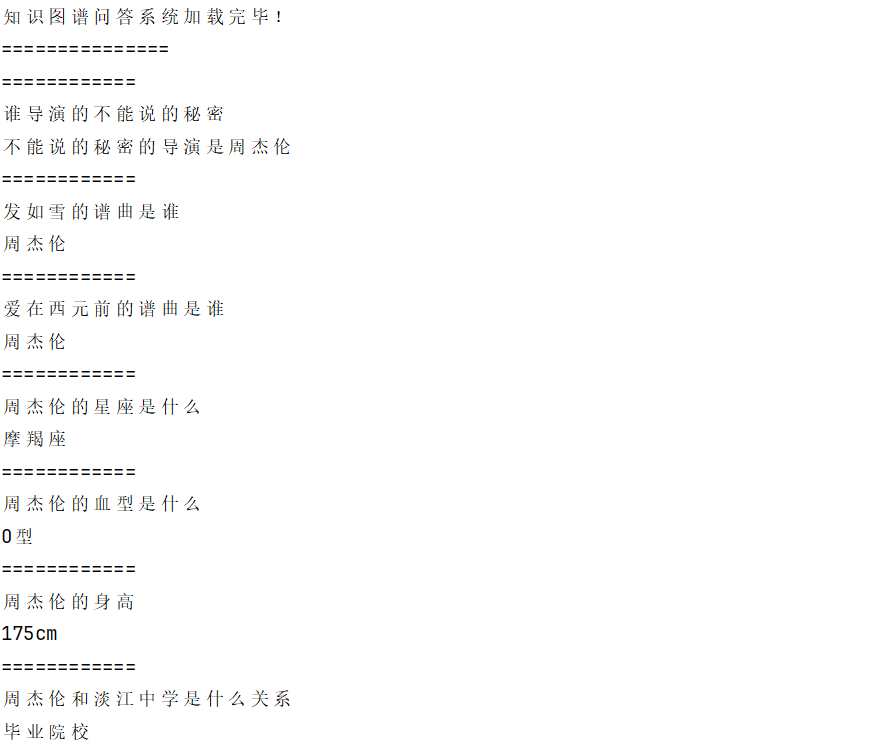 知识图谱问答系统加载完毕!
===============
============
谁导演的不能说的秘密
不能说的秘密的导演是周杰伦
============
发如雪的谱曲是谁
周杰伦
============
爱在西元前的谱曲是谁
周杰伦
============
周杰伦的星座是什么
摩羯座
============
周杰伦的血型是什么
O型
============
周杰伦的身高
175cm
============
周杰伦和淡江中学是什么关系
毕业院校